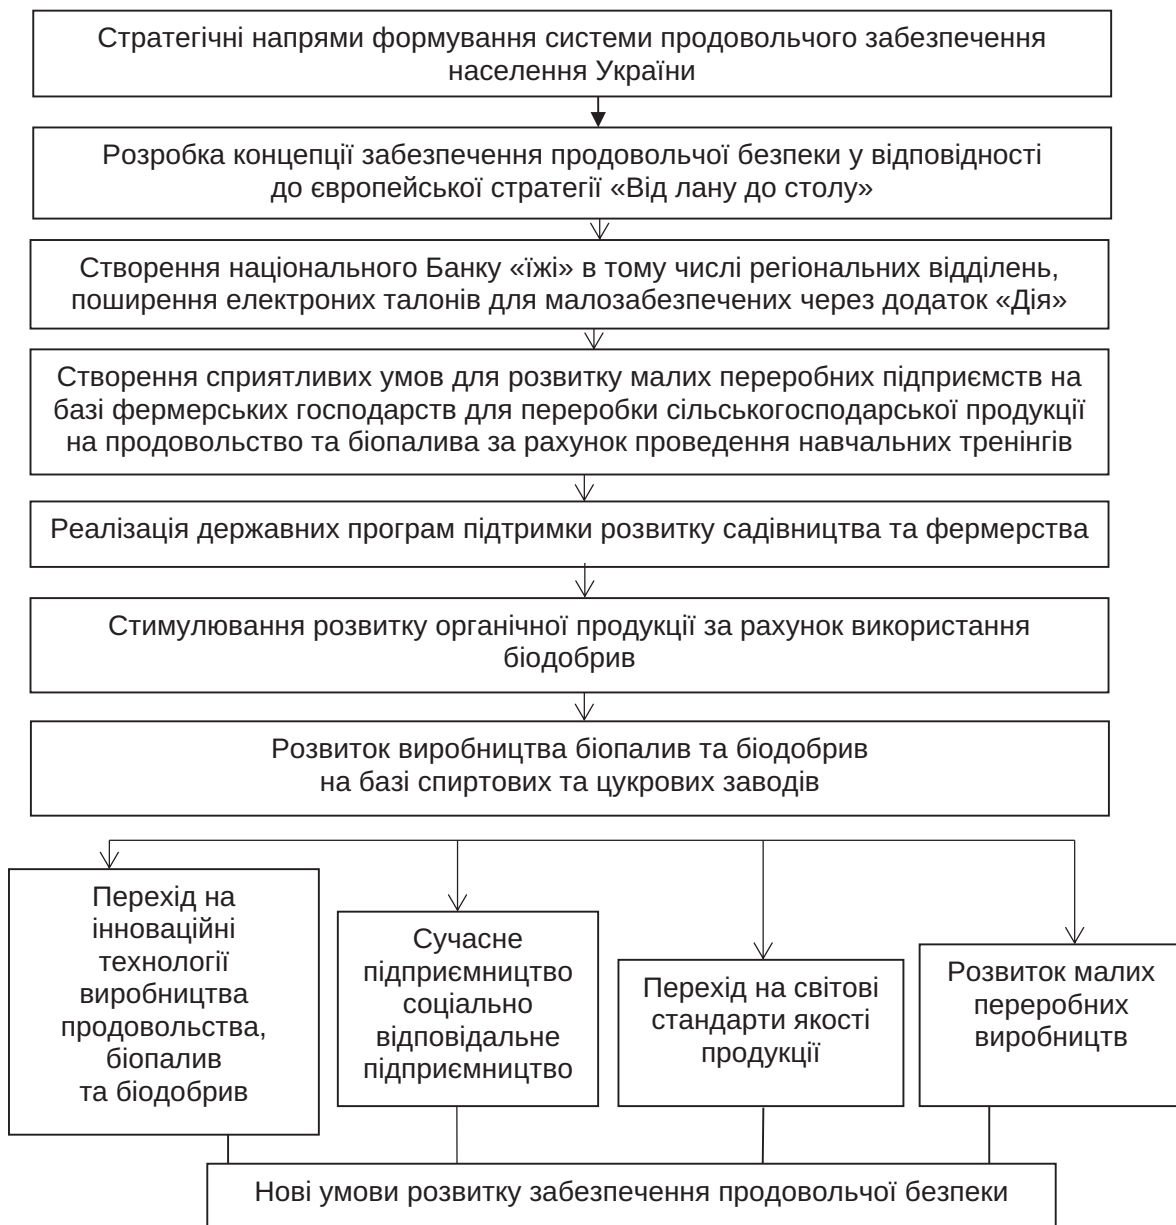 Стратегічні напрями формування системи продовольчого забезпечення
населення України
Розробка концепції забезпечення продовольчої безпеки у відповідності
до європейської стратегії «Від лану до столу»
Створення національного Банку «їжі» в тому числі регіональних відділень,
поширення електроних талонів для малозабезпечених через додаток «Дія»
Створення сприятливих умов для розвитку малих переробних підприємств на
базі фермерських господарств для переробки сільськогосподарської продукції
на продовольство та біопалива за рахунок проведення навчальних тренінгів
Реалізація державних програм підтримки розвитку садівництва та фермерства
Стимулювання розвитку органічної продукції за рахунок використання
біодобрив
Розвиток виробництва біопалив та біодобрив
на базі спиртових та цукрових заводів
Перехід на
інноваційні
технології
виробництва
продовольства,
біопалив
та біодобрив
Сучасне
підприємництво
соціально
відповідальне
підприємництво
Перехід на світові
стандарти якості
продукції
Розвиток малих
переробних
виробництв
Нові умови розвитку забезпечення продовольчої безпеки